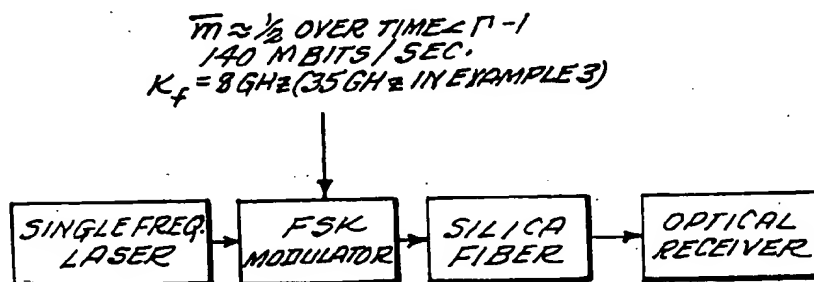 m̅ ≈ ½ OVER TIME < Γ-1
140 MBITS/SEC.
K_f = 8 GHz (35 GHz IN EXAMPLE 3)
SINGLE FREQ.
LASER
FSK
MODULATOR
SILICA
FIBER
OPTICAL
RECEIVER